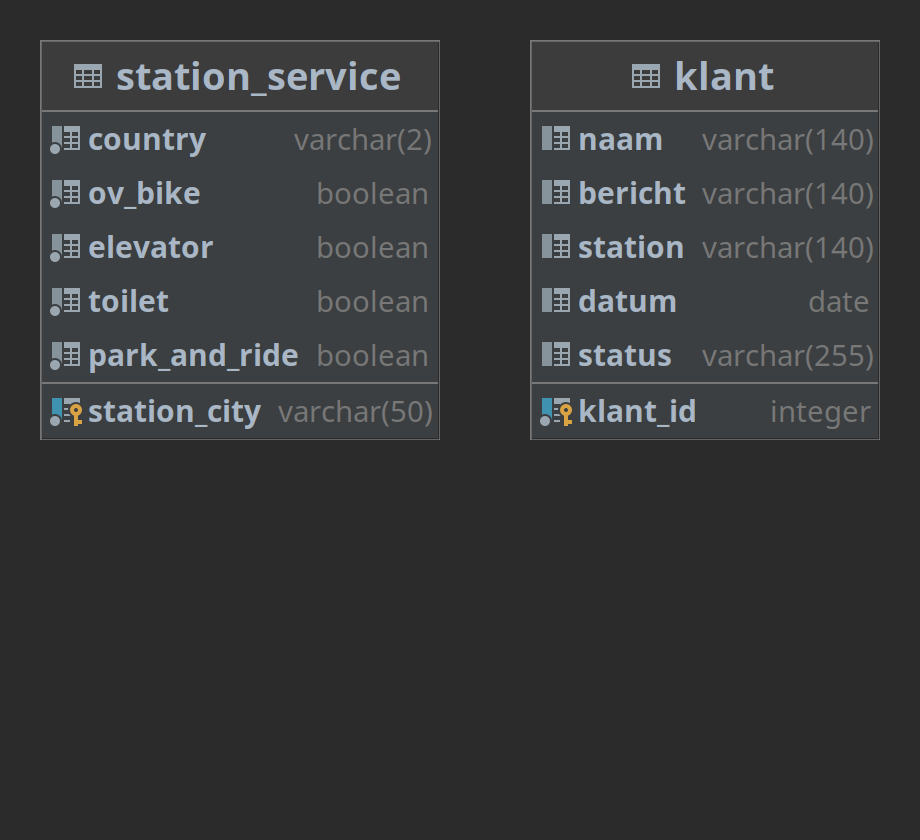 station_service
country varchar(2)
ov_bike boolean
elevator boolean
toilet boolean
park_and_ride boolean
station_city varchar(50)
klant
naam varchar(140)
bericht varchar(140)
station varchar(140)
datum date
status varchar(255)
klant_id integer